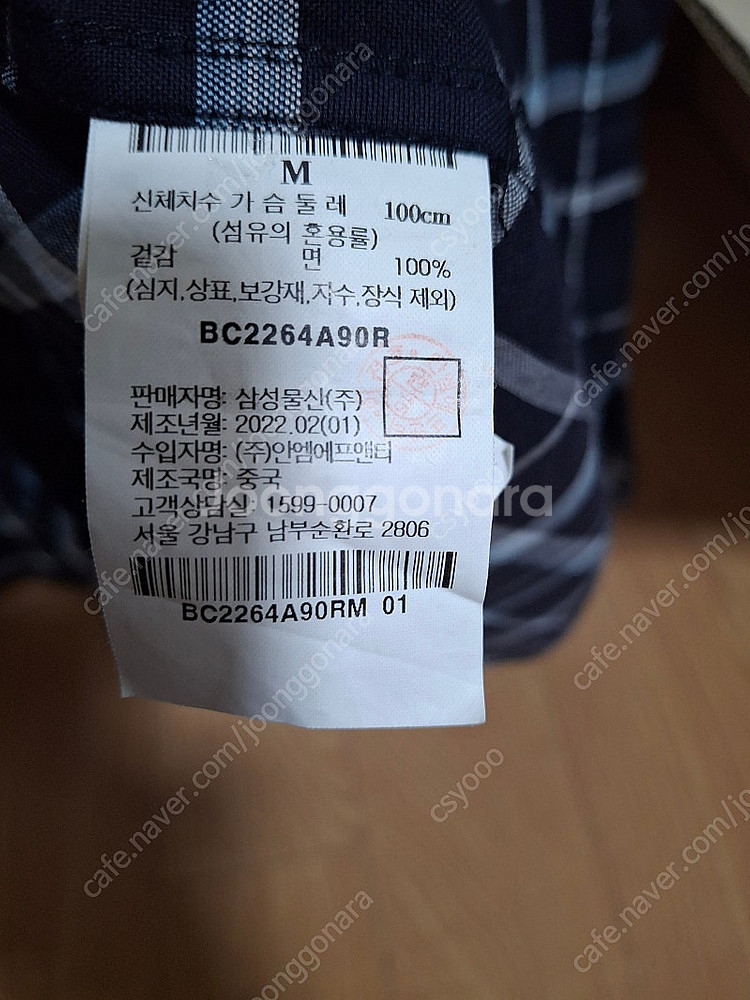 M
신체치수 가 슴 둘 레 100cm
(섬유의 혼용률)
겉감 면 100%
(심지,상표,보강재,자수,장식 제외)
BC2264A90R
판매자명: 삼성물산(주)
제조년월: 2022.02(01)
수입자명: (주)안엠에프앤티
제조국명: 중국
고객상담실: 1599-0007
서울 강남구 남부순환로 2806
BC2264A90RM 01
joonggonara
cafe.naver.com/joonggonara
csyooo